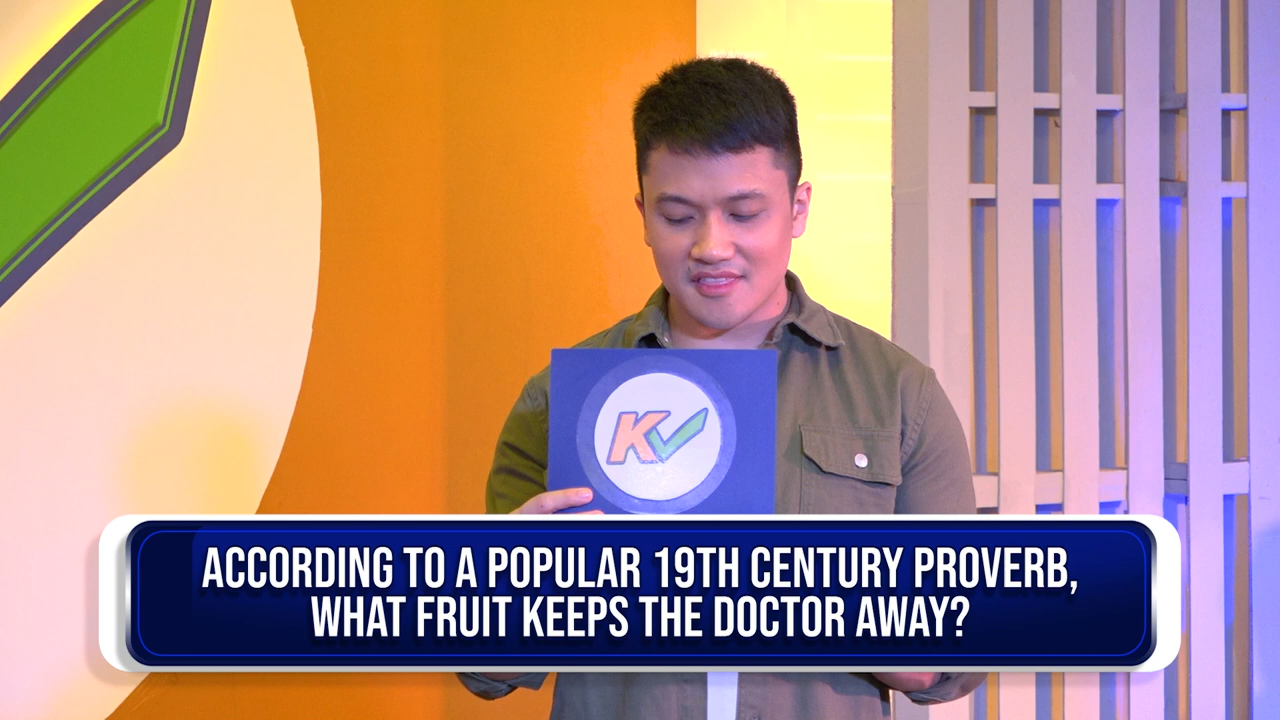 K
ACCORDING TO A POPULAR 19TH CENTURY PROVERB,
WHAT FRUIT KEEPS THE DOCTOR AWAY?